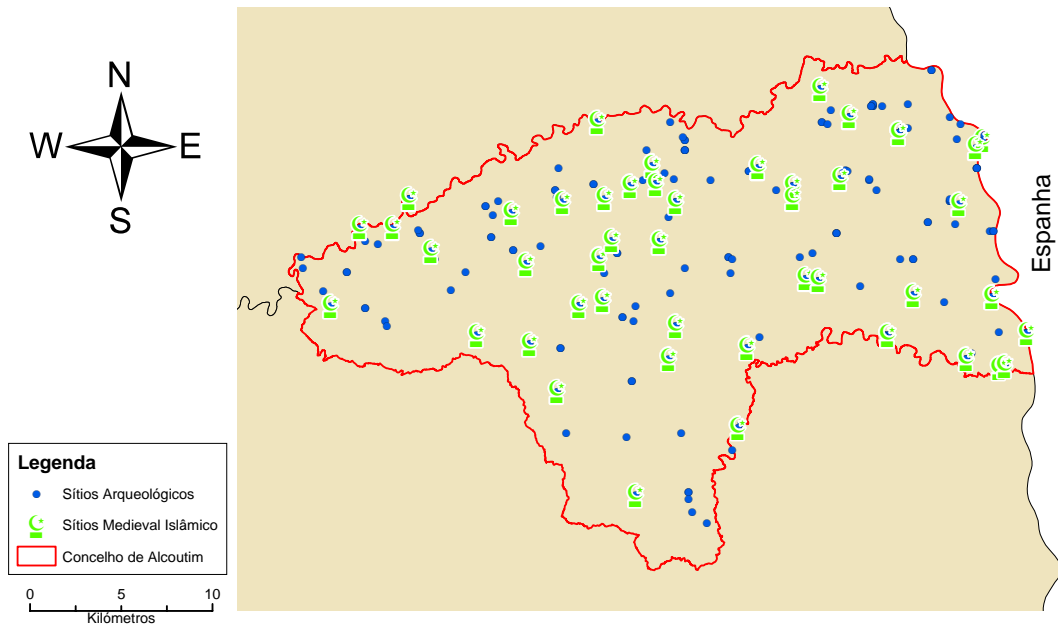 N
W E
S
Espanha
Legenda
Sítios Arqueológicos
Sítios Medieval Islâmico
Concelho de Alcoutim
0 5 10
Kilómetros